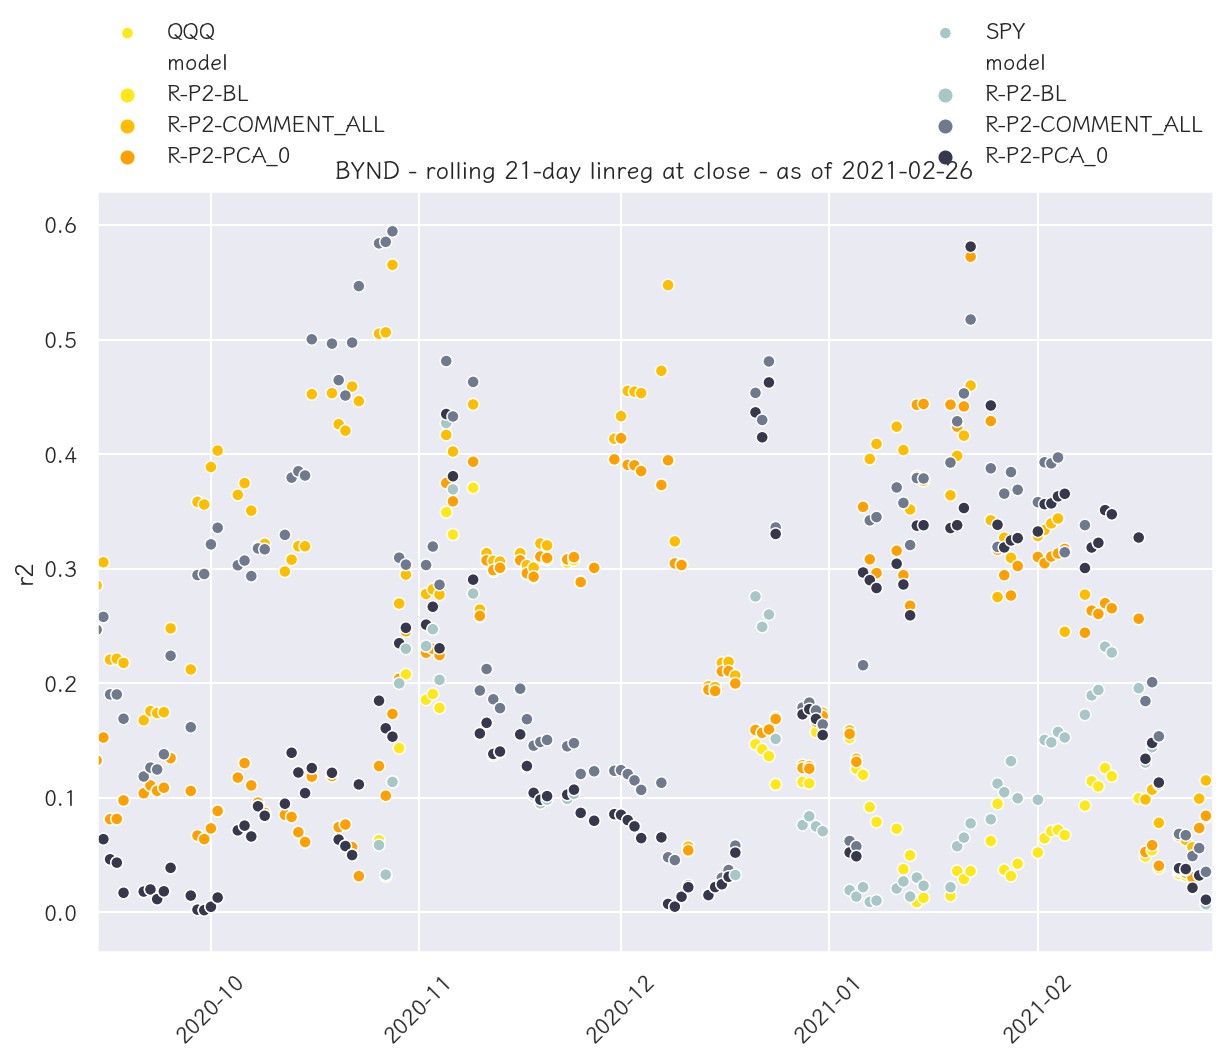 QQQ
model
R-P2-BL
R-P2-COMMENT_ALL
R-P2-PCA_0
SPY
model
R-P2-BL
R-P2-COMMENT_ALL
R-P2-PCA_0
BYND - rolling 21-day linreg at close - as of 2021-02-26
0.6
0.5
0.4
0.3
0.2
0.1
0.0
r2
2020-10
2020-11
2020-12
2021-01
2021-02